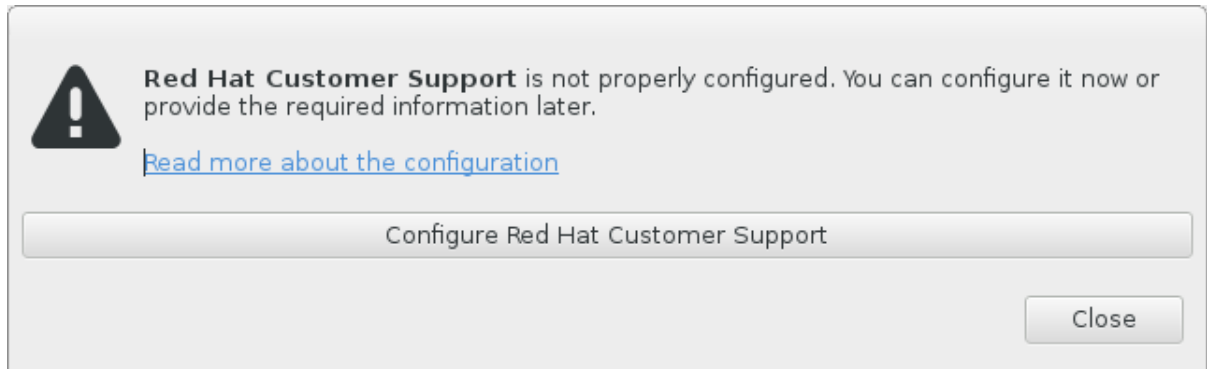 Red Hat Customer Support is not properly configured. You can configure it now or
provide the required information later.
Read more about the configuration
Configure Red Hat Customer Support
Close